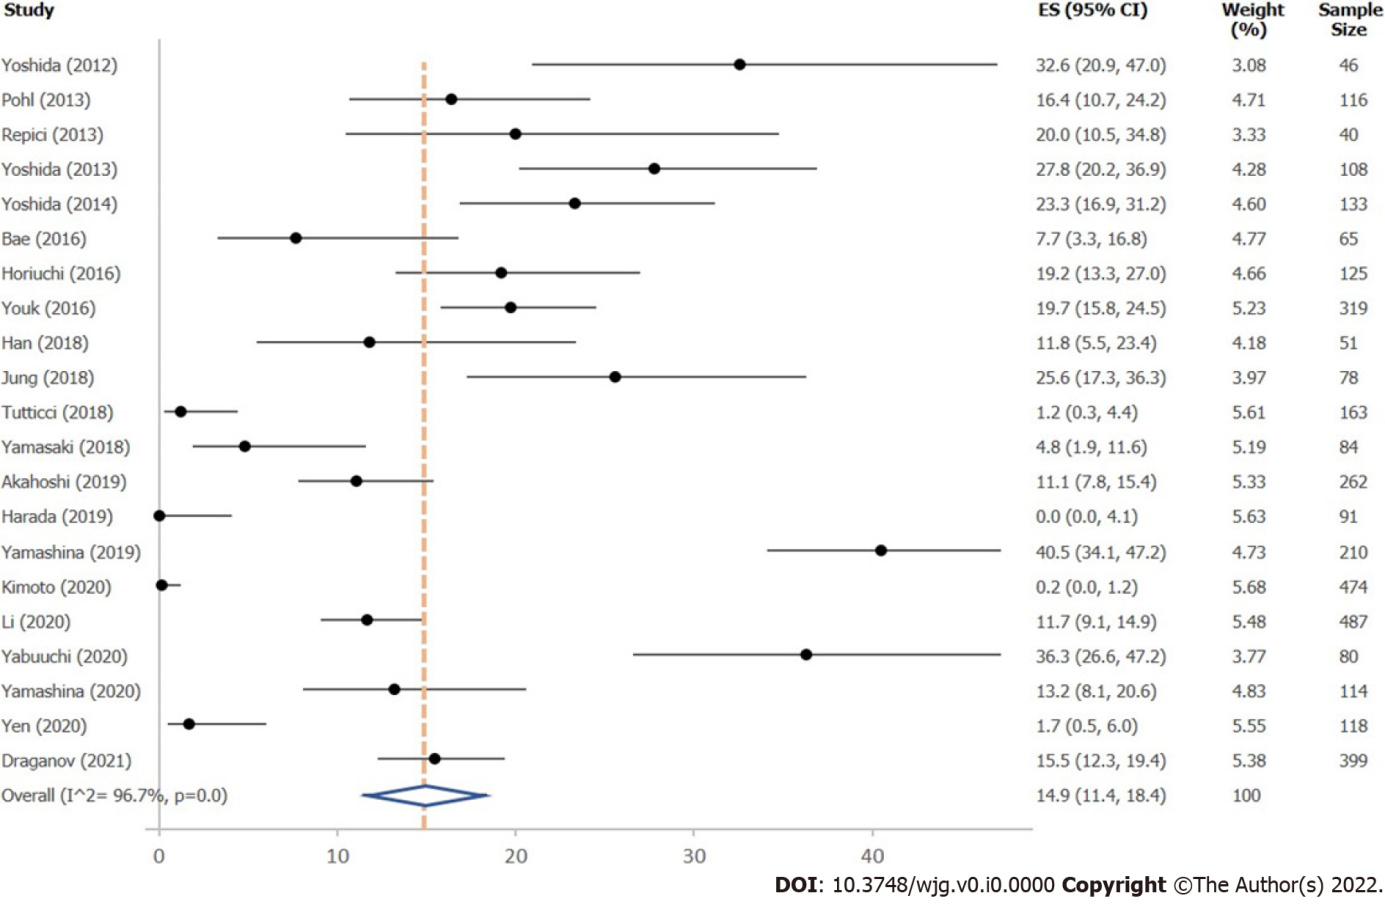 Study ES (95% CI) Weight (%) Sample Size
Yoshida (2012) 32.6 (20.9, 47.0) 3.08 46
Pohl (2013) 16.4 (10.7, 24.2) 4.71 116
Repici (2013) 20.0 (10.5, 34.8) 3.33 40
Yoshida (2013) 27.8 (20.2, 36.9) 4.28 108
Yoshida (2014) 23.3 (16.9, 31.2) 4.60 133
Bae (2016) 7.7 (3.3, 16.8) 4.77 65
Horiuchi (2016) 19.2 (13.3, 27.0) 4.66 125
Youk (2016) 19.7 (15.8, 24.5) 5.23 319
Han (2018) 11.8 (5.5, 23.4) 4.18 51
Jung (2018) 25.6 (17.3, 36.3) 3.97 78
Tutticci (2018) 1.2 (0.3, 4.4) 5.61 163
Yamasaki (2018) 4.8 (1.9, 11.6) 5.19 84
Akahoshi (2019) 11.1 (7.8, 15.4) 5.33 262
Harada (2019) 0.0 (0.0, 4.1) 5.63 91
Yamashina (2019) 40.5 (34.1, 47.2) 4.73 210
Kimoto (2020) 0.2 (0.0, 1.2) 5.68 474
Li (2020) 11.7 (9.1, 14.9) 5.48 487
Yabuuchi (2020) 36.3 (26.6, 47.2) 3.77 80
Yamashina (2020) 13.2 (8.1, 20.6) 4.83 114
Yen (2020) 1.7 (0.5, 6.0) 5.55 118
Draganov (2021) 15.5 (12.3, 19.4) 5.38 399
Overall (I^2= 96.7%, p=0.0) 14.9 (11.4, 18.4) 100
0 10 20 30 40
DOI: 10.3748/wjg.v0.i0.0000 Copyright ©The Author(s) 2022.